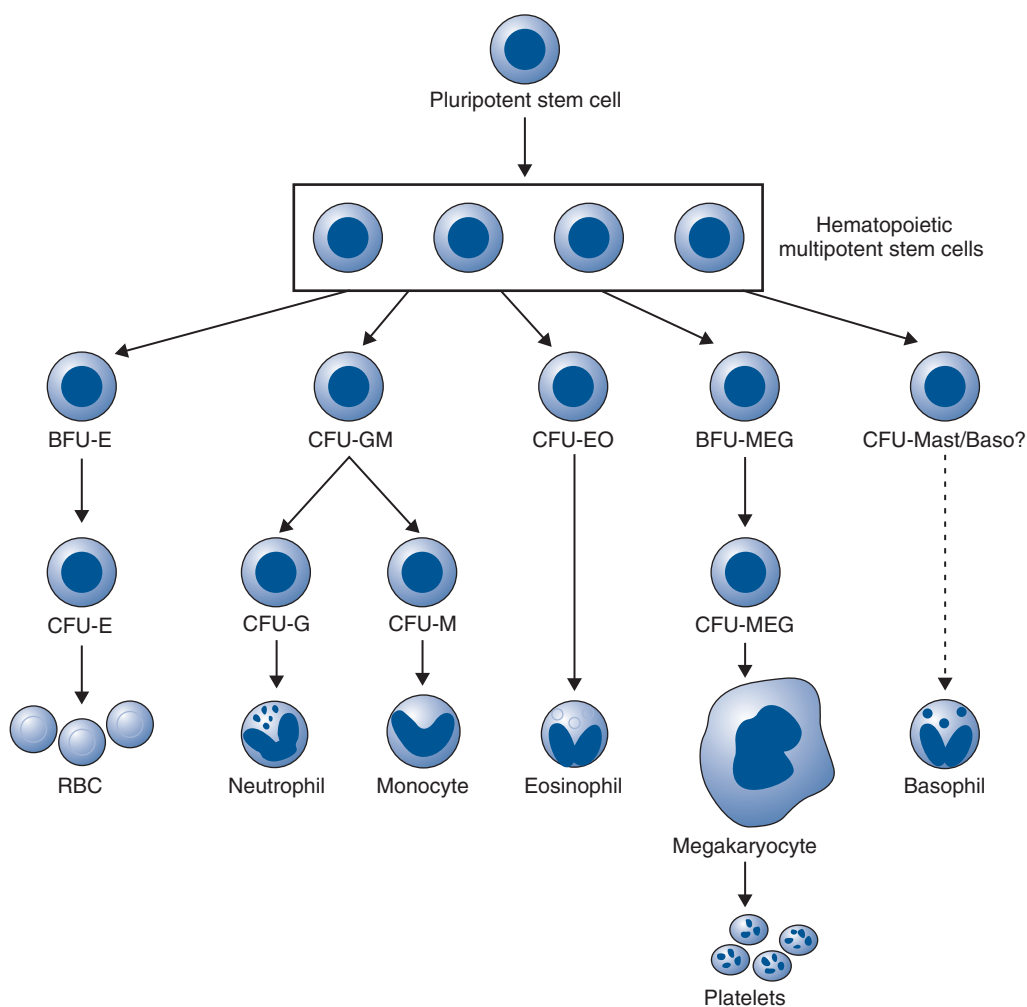 Pluripotent stem cell
Hematopoietic
multipotent stem cells
BFU-E
CFU-GM
CFU-EO
BFU-MEG
CFU-Mast/Baso?
CFU-E
CFU-G
CFU-M
CFU-MEG
RBC
Neutrophil
Monocyte
Eosinophil
Basophil
Megakaryocyte
Platelets